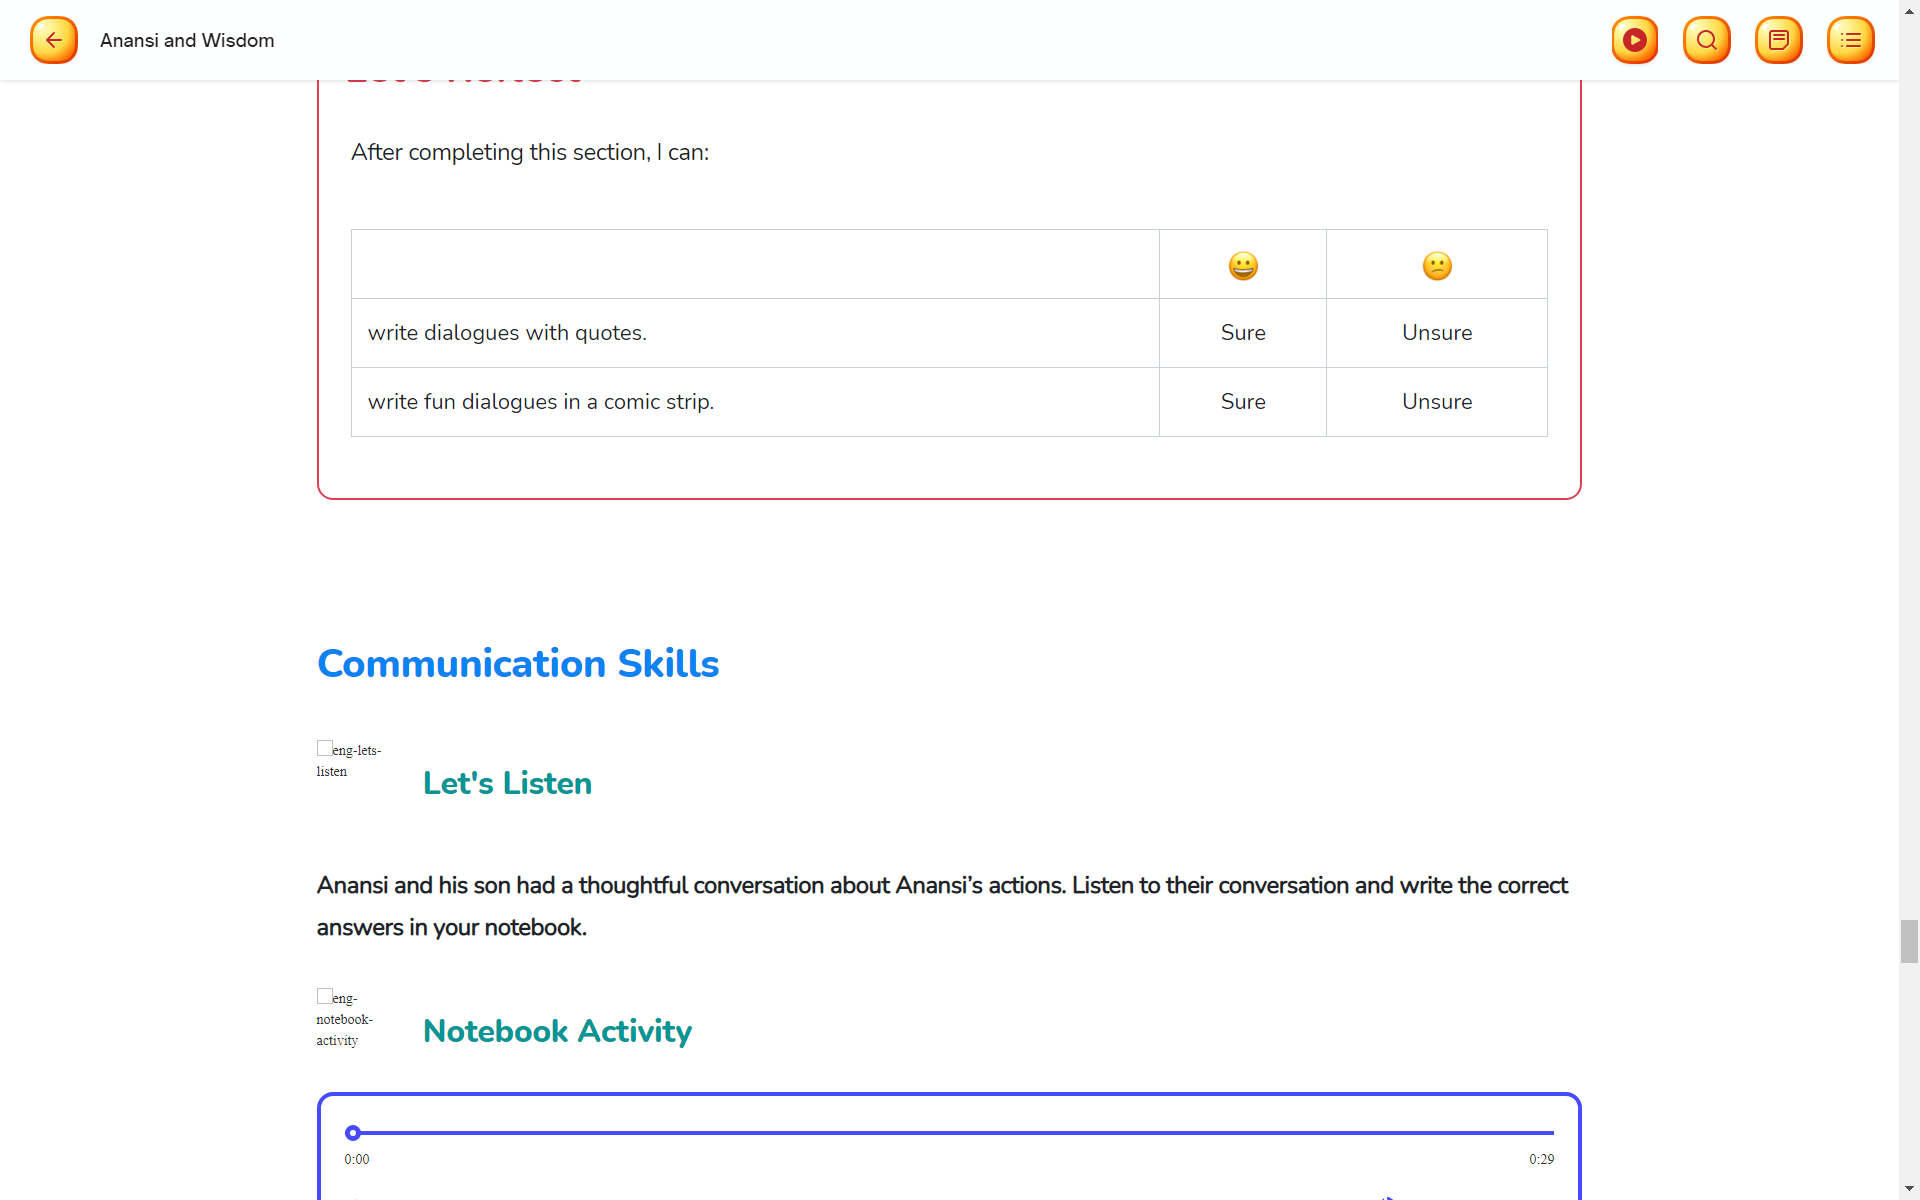 Anansi and Wisdom
After completing this section, I can:
write dialogues with quotes. Sure Unsure
write fun dialogues in a comic strip. Sure Unsure
Communication Skills
eng-lets-
listen
Let's Listen
Anansi and his son had a thoughtful conversation about Anansi’s actions. Listen to their conversation and write the correct
answers in your notebook.
eng-
notebook-
activity
Notebook Activity
0:00 0:29